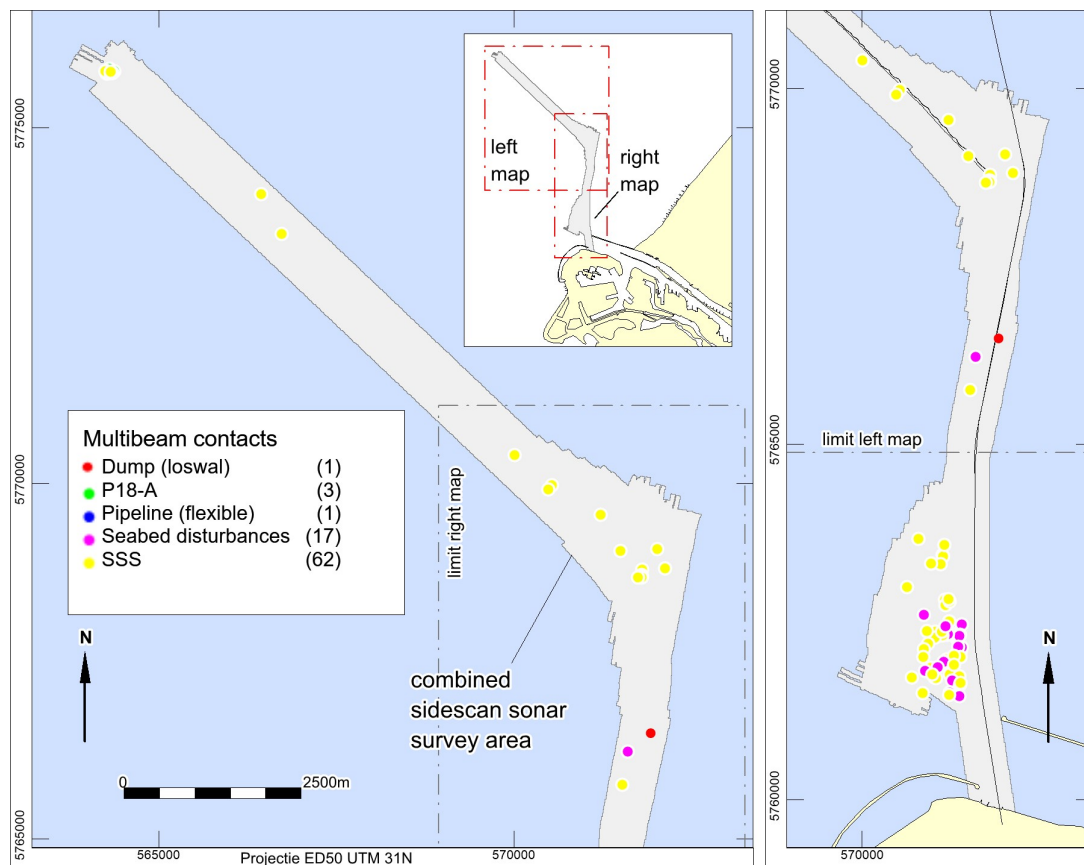 5775000
5770000
5765000
565000
570000
left
map
right
map
Multibeam contacts
Dump (loswal) (1)
P18-A (3)
Pipeline (flexible) (1)
Seabed disturbances (17)
SSS (62)
limit right map
N
combined
sidescan sonar
survey area
0 2500m
Projectie ED50 UTM 31N
5770000
5765000
5760000
limit left map
N
570000